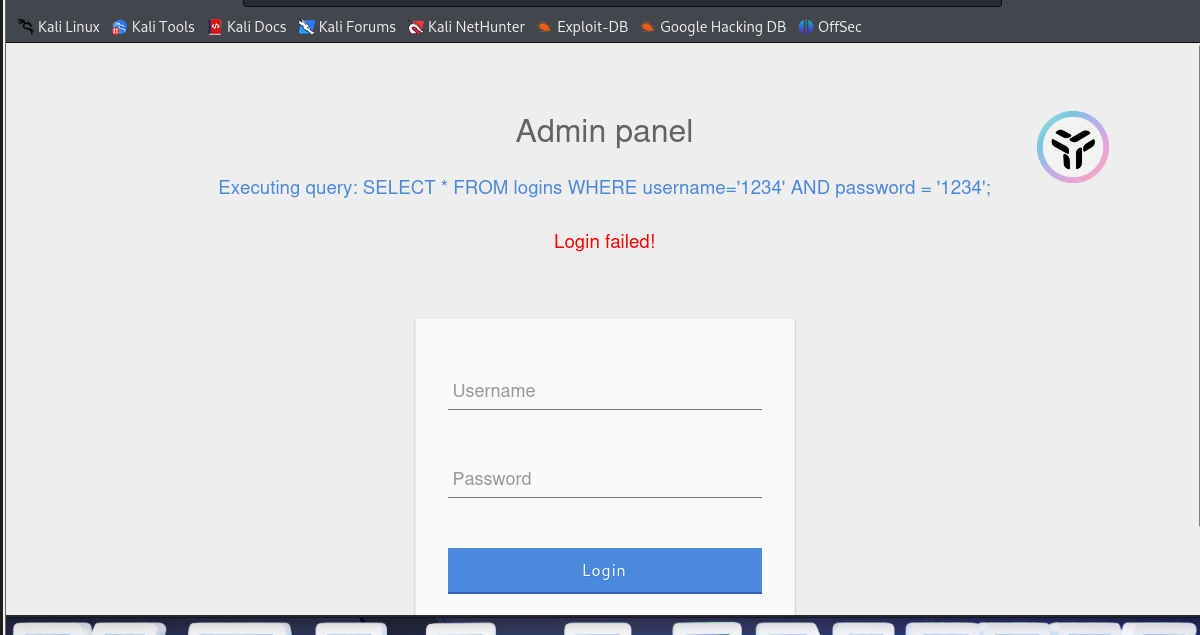 Kali Linux Kali Tools Kali Docs Kali Forums Kali NetHunter Exploit-DB Google Hacking DB OffSec
Admin panel
Executing query: SELECT * FROM logins WHERE username='1234' AND password = '1234';
Login failed!
Username
Password
Login